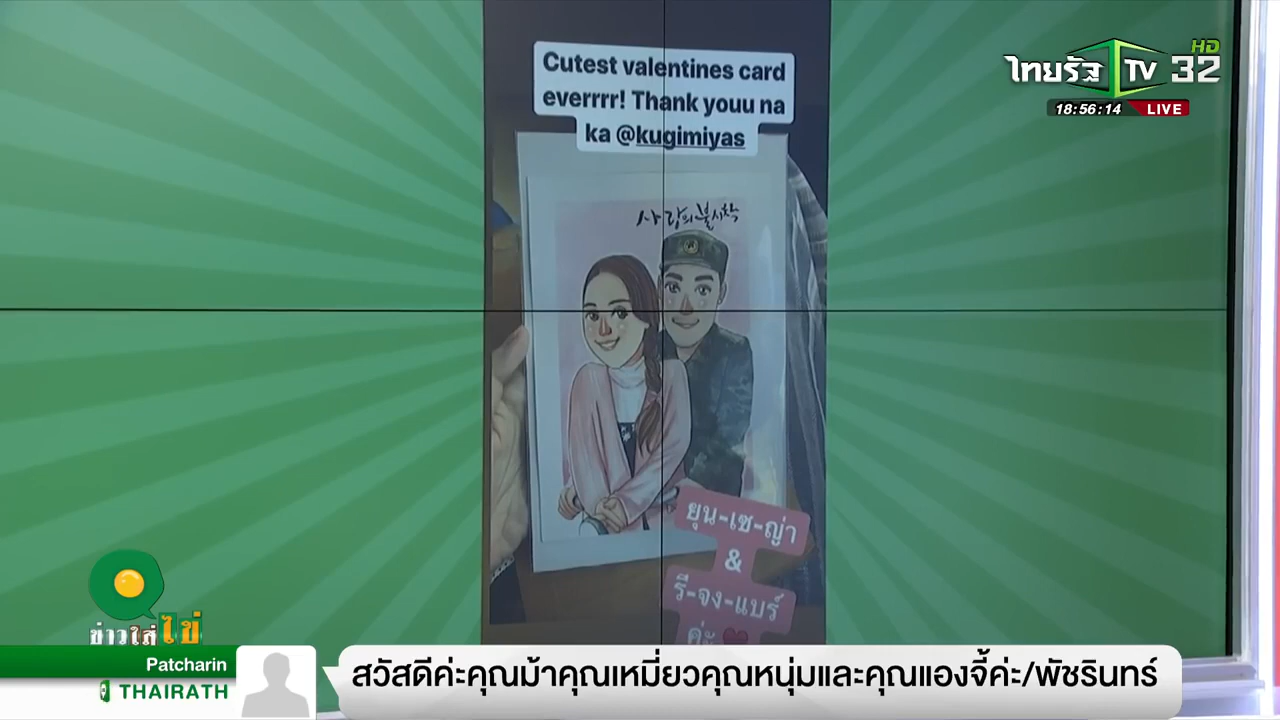 Cutest valentines card
everrrr! Thank youu na
ka @kugimiyas
ไทยรัฐ TV 32 HD
18:56:14 LIVE
사랑의불시착
ยุน-เซ-ญ่า
&
รี-จง-แบร์
ค่ะ
ข่าวใส่ไข่
Patcharin
THAIRATH
สวัสดีค่ะคุณม้าคุณเหมี่ยวคุณหนุ่มและคุณแองจี้ค่ะ/พัชรินทร์